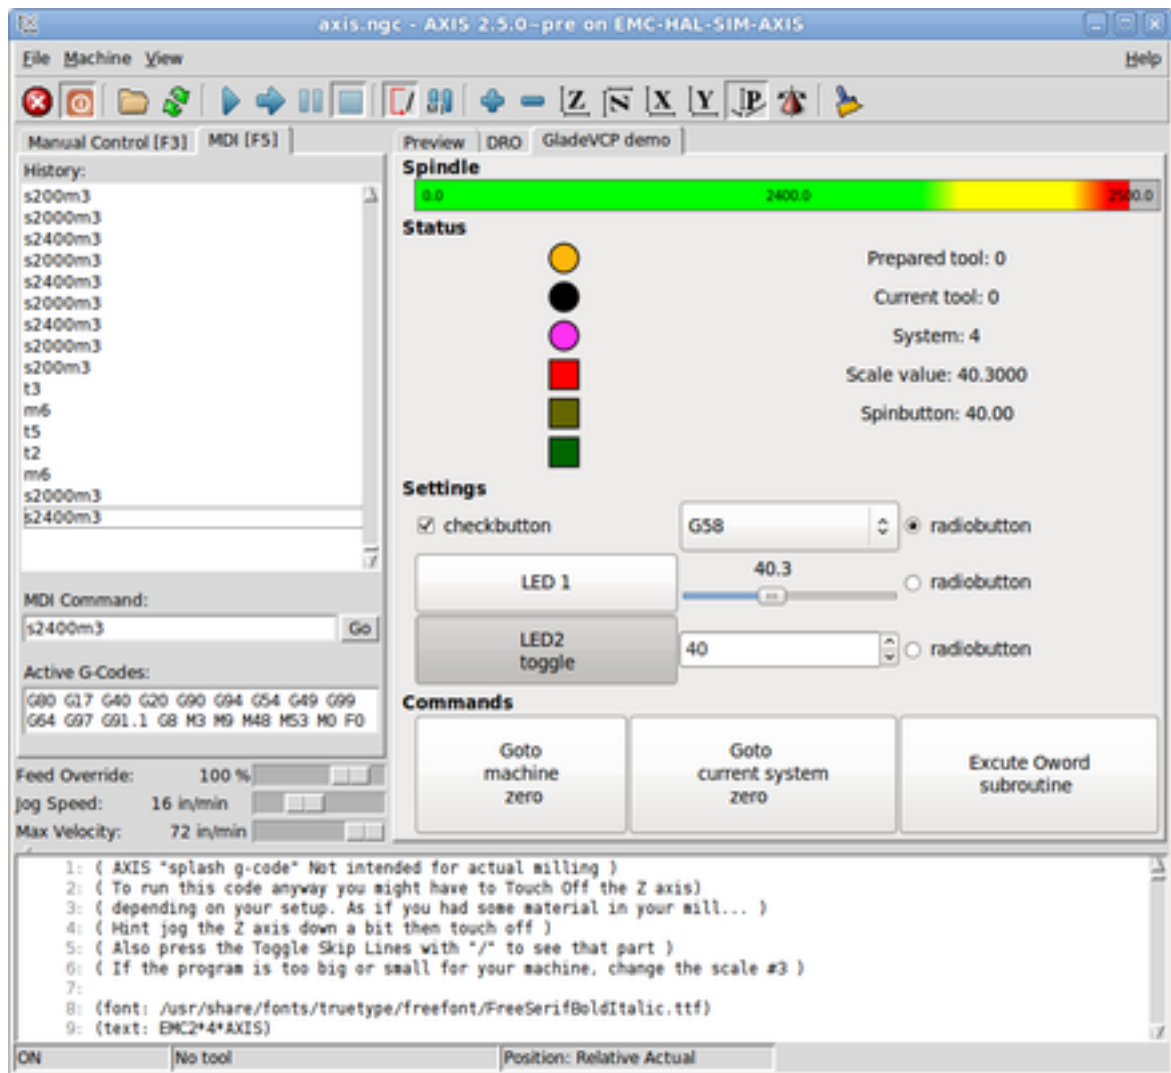 axis.ngc - AXIS 2.5.0~pre on EMC-HAL-SIM-AXIS
File Machine View Help
Z N X Y P
Manual Control [F3] MDI [F5]
History:
s200m3
s2000m3
s2400m3
s2000m3
s2400m3
s2000m3
s2400m3
s2000m3
s200m3
t3
m6
t5
t2
m6
s2000m3
s2400m3
MDI Command:
s2400m3 Go
Active G-Codes:
G80 G17 G40 G20 G90 G94 G54 G49 G99
G64 G97 G91.1 G8 M3 M9 M48 M53 M0 F0
Feed Override: 100 %
Jog Speed: 16 in/min
Max Velocity: 72 in/min
Preview DRO GladeVCP demo
Spindle
0.0 2400.0 2500.0
Status
Prepared tool: 0
Current tool: 0
System: 4
Scale value: 40.3000
Spinbutton: 40.00
Settings
checkbutton G58 radiobutton
LED 1 40.3 radiobutton
LED2
toggle
40 radiobutton
Commands
Goto
machine
zero
Goto
current system
zero
Excute Oword
subroutine
1: ( AXIS "splash g-code" Not intended for actual milling )
2: ( To run this code anyway you might have to Touch Off the Z axis)
3: ( depending on your setup. As if you had some material in your mill... )
4: ( Hint jog the Z axis down a bit then touch off )
5: ( Also press the Toggle Skip Lines with "/" to see that part )
6: ( If the program is too big or small for your machine, change the scale #3 )
7:
8: (font: /usr/share/fonts/truetype/freefont/FreeSerifBoldItalic.ttf)
9: (text: EMC2*4*AXIS)
ON No tool Position: Relative Actual